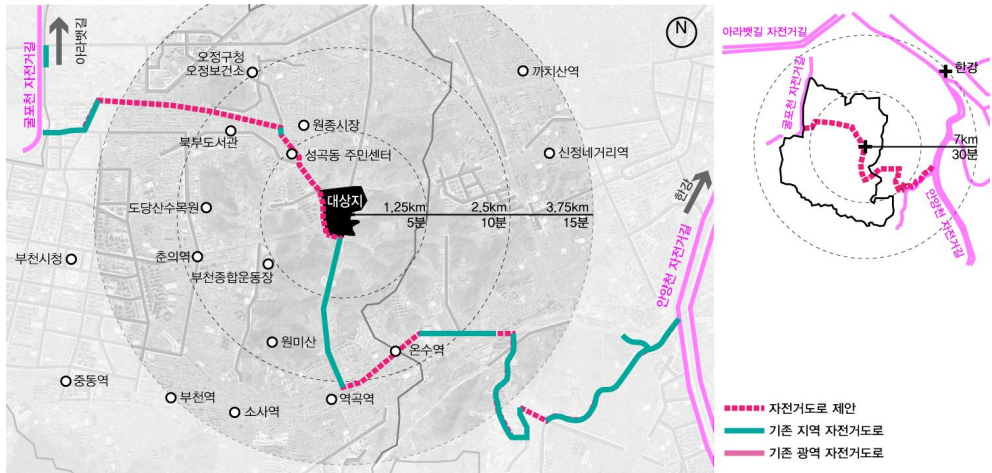 굴포천 자전거길
아라뱃길
N
오정구청
오정보건소
까치산역
원종시장
북부도서관
성곡동 주민센터
신정네거리역
도당산수목원
대상지
1,25km
5분
2,5km
10분
3,75km
15분
한강
안양천 자전거길
부천시청
춘의역
부천종합운동장
원미산
온수역
중동역
부천역
소사역
역곡역
아라뱃길 자전거길
한강
굴포천 자전거길
7km
30분
안양천 자전거길
자전거도로 제안
기존 지역 자전거도로
기존 광역 자전거도로